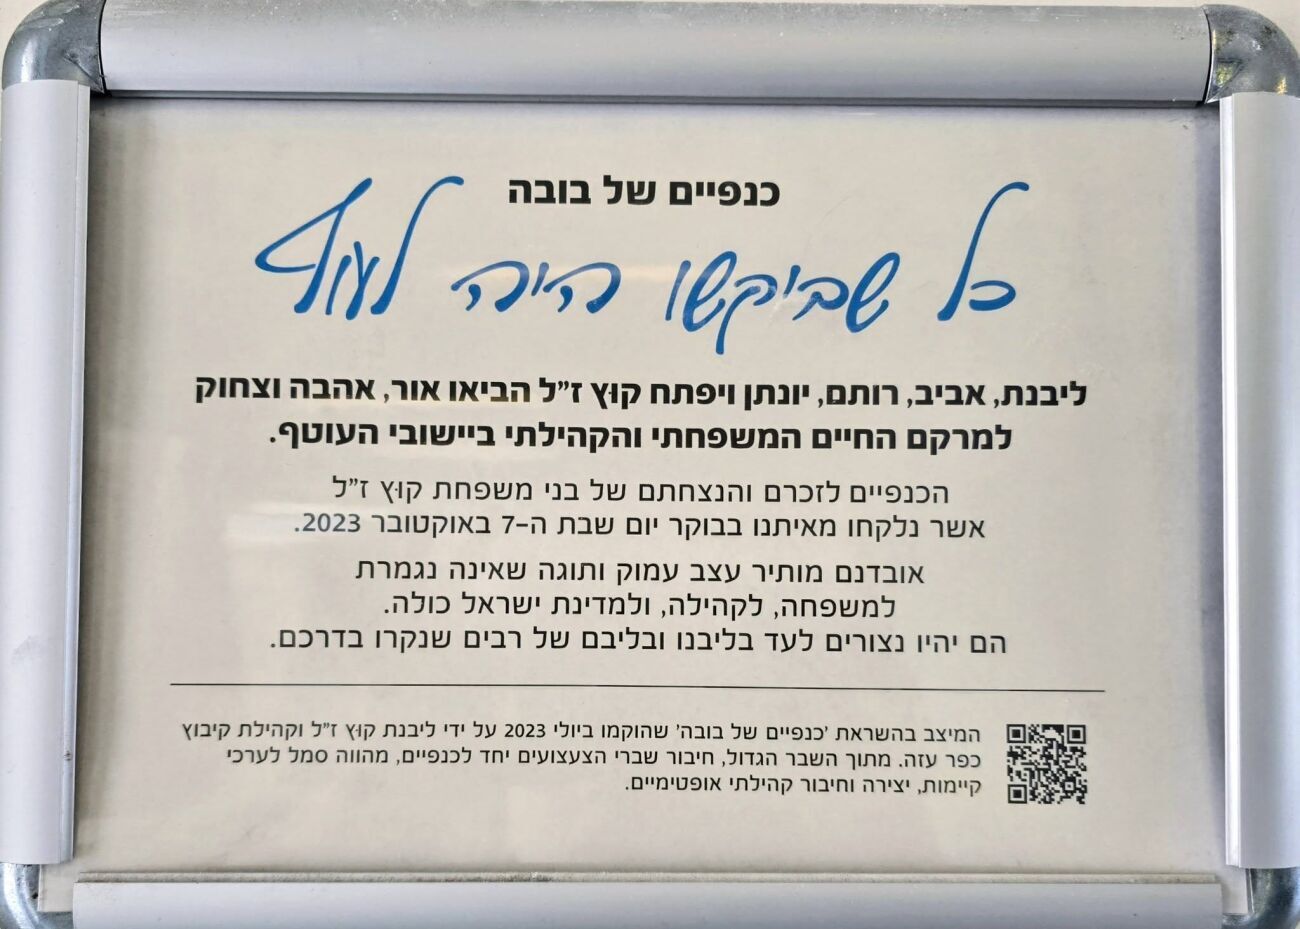 כנפיים של בובה
כל שביקשו היה לעוף
ליבנת, אביב, רותם, יונתן ויפתח קוּץ ז״ל הביאו אור, אהבה וצחוק
למרקם החיים המשפחתי והקהילתי ביישובי העוטף.
הכנפיים לזכרם והנצחתם של בני משפחת קוּץ ז״ל
אשר נלקחו מאיתנו בבוקר יום שבת ה-7 באוקטובר 2023.
אובדנם מותיר עצב עמוק ותוגה שאינה נגמרת
למשפחה, לקהילה, ולמדינת ישראל כולה.
הם יהיו נצורים לעד בליבנו ובליבם של רבים שנקרו בדרכם.
המיצב בהשראת ׳כנפיים של בובה׳ שהוקמו ביולי 2023 על ידי ליבנת קוּץ ז״ל וקהילת קיבוץ
כפר עזה. מתוך השבר הגדול, חיבור שברי הצעצועים יחד לכנפיים, מהווה סמל לערכי
קיימות, יצירה וחיבור קהילתי אופטימיים.